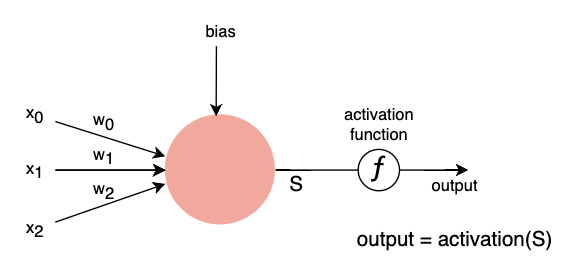 bias
x0
w0
activation
function
w1
x1
f
w2
S
output
x2
output = activation(S)